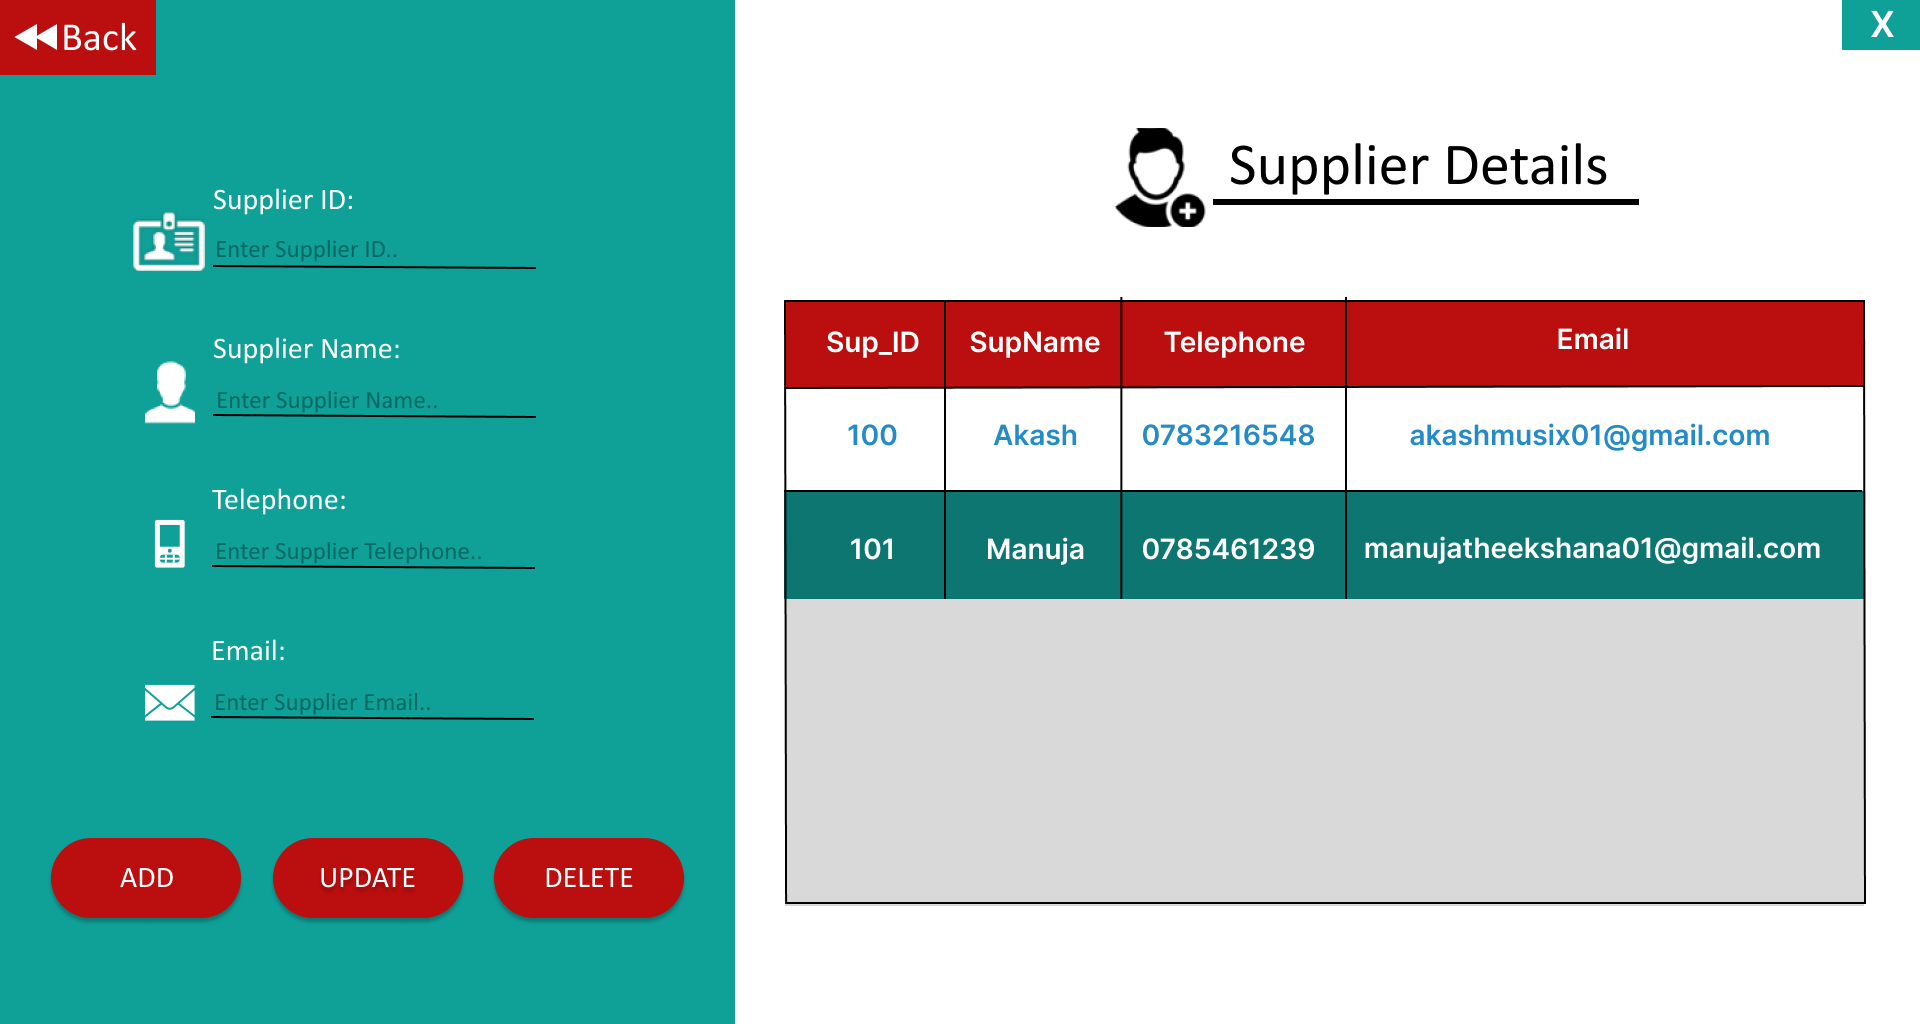 Back
X
Supplier ID:
Enter Supplier ID..
Supplier Name:
Enter Supplier Name..
Telephone:
Enter Supplier Telephone..
Email:
Enter Supplier Email..
ADD UPDATE DELETE
Supplier Details
Sup_ID SupName Telephone Email
100 Akash 0783216548 akashmusix01@gmail.com
101 Manuja 0785461239 manujatheekshana01@gmail.com